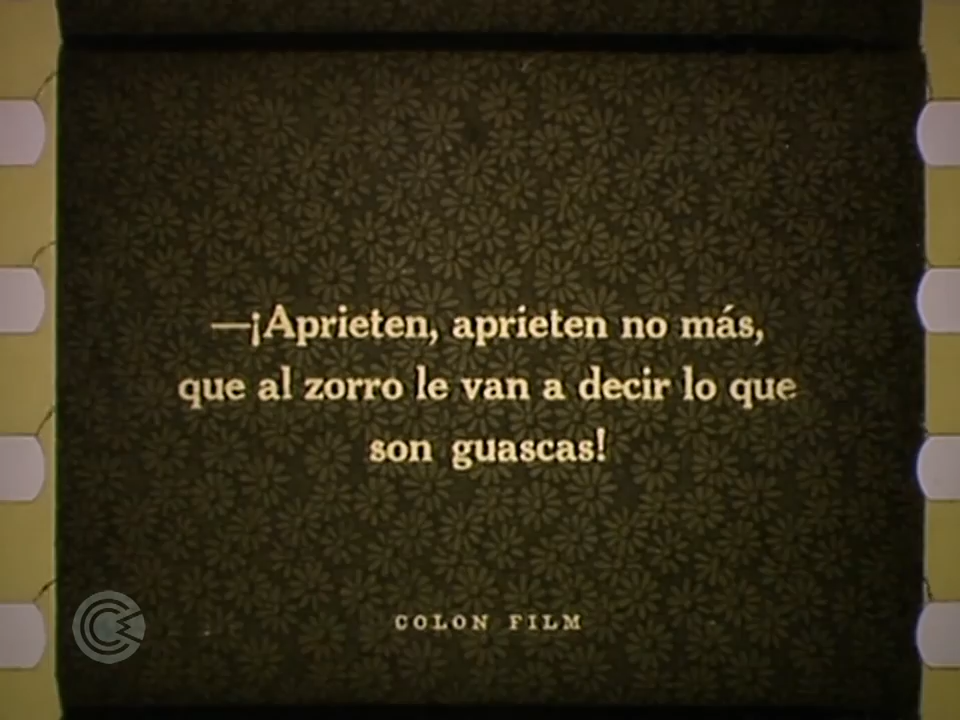 —¡Aprieten, aprieten no más,
que al zorro le van a decir lo que
son guascas!
COLON FILM